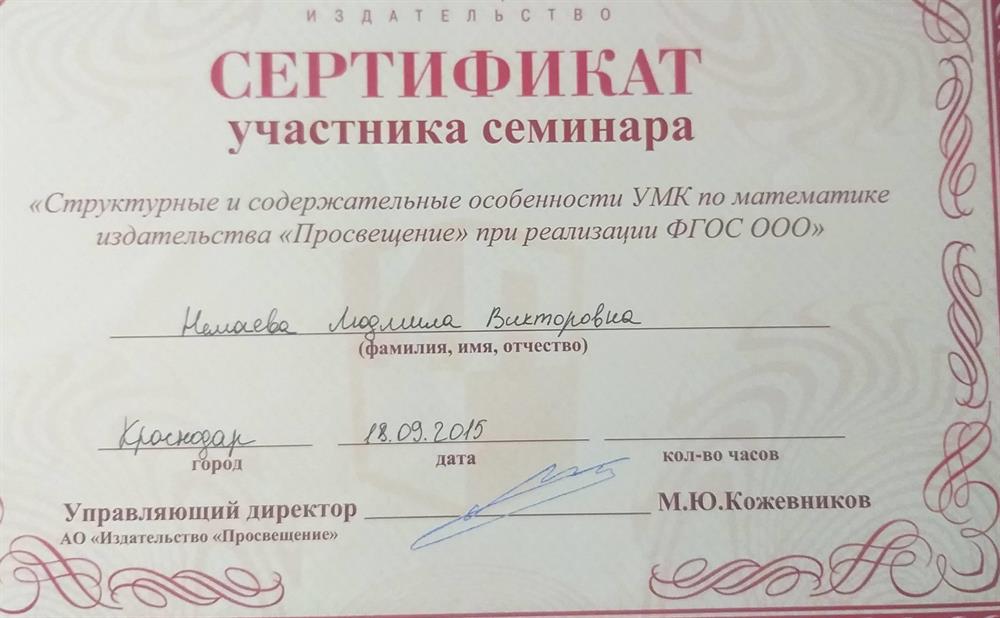 ИЗДАТЕЛЬСТВО
СЕРТИФИКАТ
участника семинара
«Структурные и содержательные особенности УМК по математике
издательства «Просвещение» при реализации ФГОС ООО»
Немаева Людмила Викторовна
(фамилия, имя, отчество)
Краснодар 18.09.2015
город дата кол-во часов
Управляющий директор М.Ю.Кожевников
АО «Издательство «Просвещение»